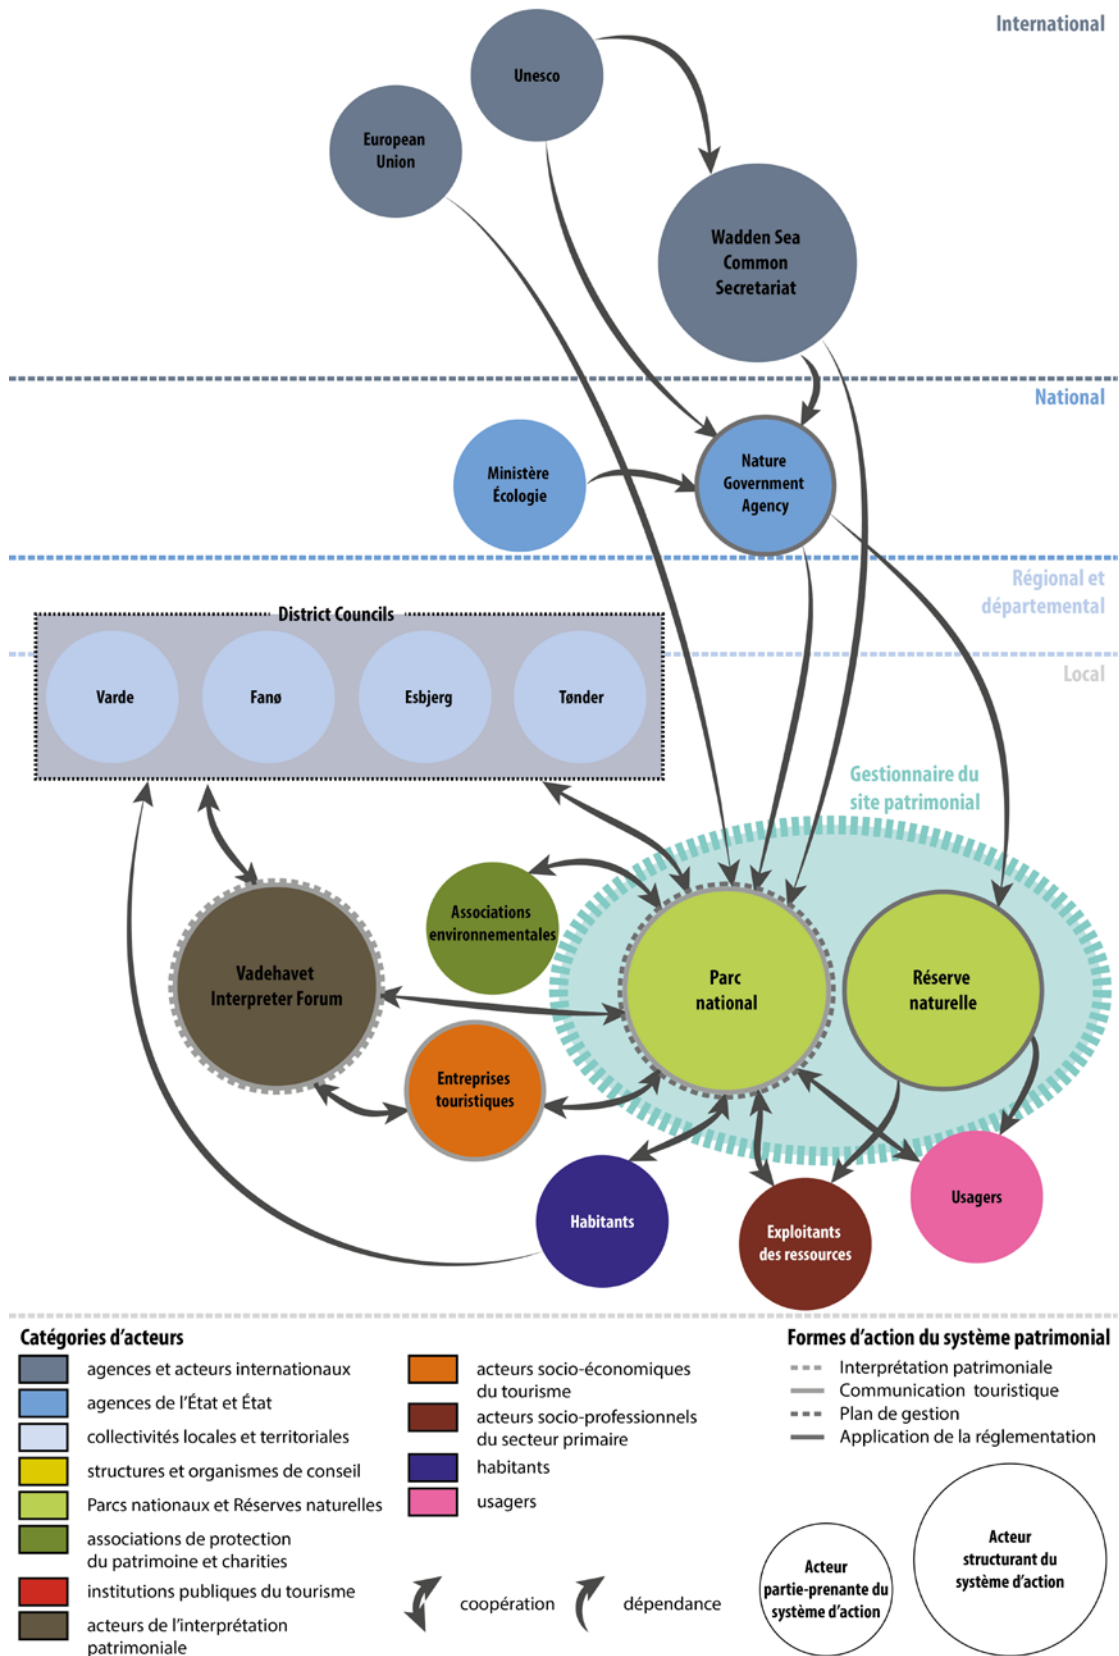 International
Unesco
European
Union
Wadden Sea
Common
Secretariat
National
Ministère
Écologie
Nature
Government
Agency
Régional et
départemental
District Councils
Local
Varde
Fanø
Esbjerg
Tønder
Gestionnaire du
site patrimonial
Associations
environnementales
Vadehavet
Interpreter Forum
Parc
national
Réserve
naturelle
Entreprises
touristiques
Habitants
Exploitants
des ressources
Usagers
Catégories d'acteurs
agences et acteurs internationaux
agences de l'État et État
collectivités locales et territoriales
structures et organismes de conseil
Parcs nationaux et Réserves naturelles
associations de protection
du patrimoine et charities
institutions publiques du tourisme
acteurs de l'interprétation
patrimoniale
acteurs socio-économiques
du tourisme
acteurs socio-professionnels
du secteur primaire
habitants
usagers
coopération
dépendance
Formes d'action du système patrimonial
Interprétation patrimoniale
Communication touristique
Plan de gestion
Application de la réglementation
Acteur
partie-prenante du
système d'action
Acteur
structurant du
système d'action